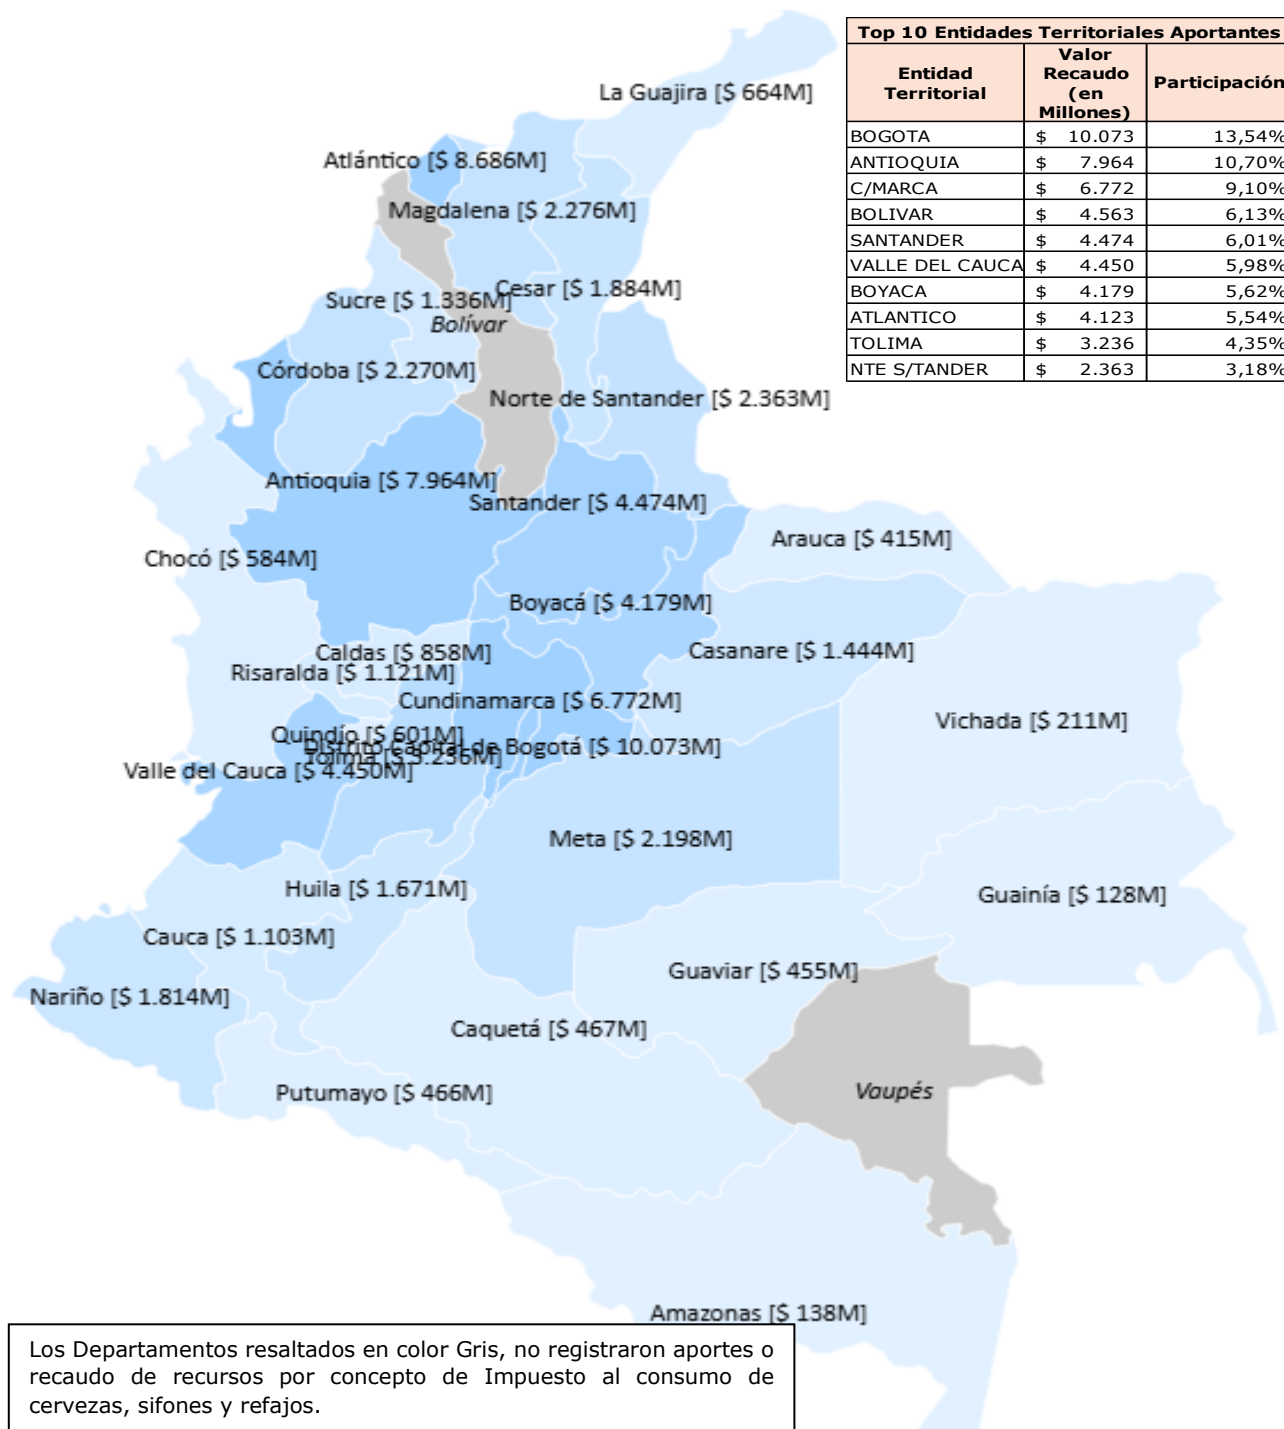 Top 10 Entidades Territoriales Aportantes
Entidad Territorial | Valor Recaudo (en Millones) | Participación
BOGOTA $ 10.073 13,54%
ANTIOQUIA $ 7.964 10,70%
C/MARCA $ 6.772 9,10%
BOLIVAR $ 4.563 6,13%
SANTANDER $ 4.474 6,01%
VALLE DEL CAUCA $ 4.450 5,98%
BOYACA $ 4.179 5,62%
ATLANTICO $ 4.123 5,54%
TOLIMA $ 3.236 4,35%
NTE S/TANDER $ 2.363 3,18%
La Guajira [$ 664M]
Atlántico [$ 8.686M]
Magdalena [$ 2.276M]
Cesar [$ 1.884M]
Sucre [$ 1.336M]
Bolívar
Córdoba [$ 2.270M]
Norte de Santander [$ 2.363M]
Antioquia [$ 7.964M]
Santander [$ 4.474M]
Arauca [$ 415M]
Chocó [$ 584M]
Boyacá [$ 4.179M]
Caldas [$ 858M]
Casanare [$ 1.444M]
Risaralda [$ 1.121M]
Cundinamarca [$ 6.772M]
Vichada [$ 211M]
Quindío [$ 601M]
Distrito Capital de Bogotá [$ 10.073M]
Tolima [$ 3.236M]
Valle del Cauca [$ 4.450M]
Meta [$ 2.198M]
Huila [$ 1.671M]
Guainía [$ 128M]
Cauca [$ 1.103M]
Guaviar [$ 455M]
Nariño [$ 1.814M]
Caquetá [$ 467M]
Putumayo [$ 466M]
Vaupés
Amazonas [$ 138M]
Los Departamentos resaltados en color Gris, no registraron aportes o
recaudo de recursos por concepto de Impuesto al consumo de
cervezas, sifones y refajos.